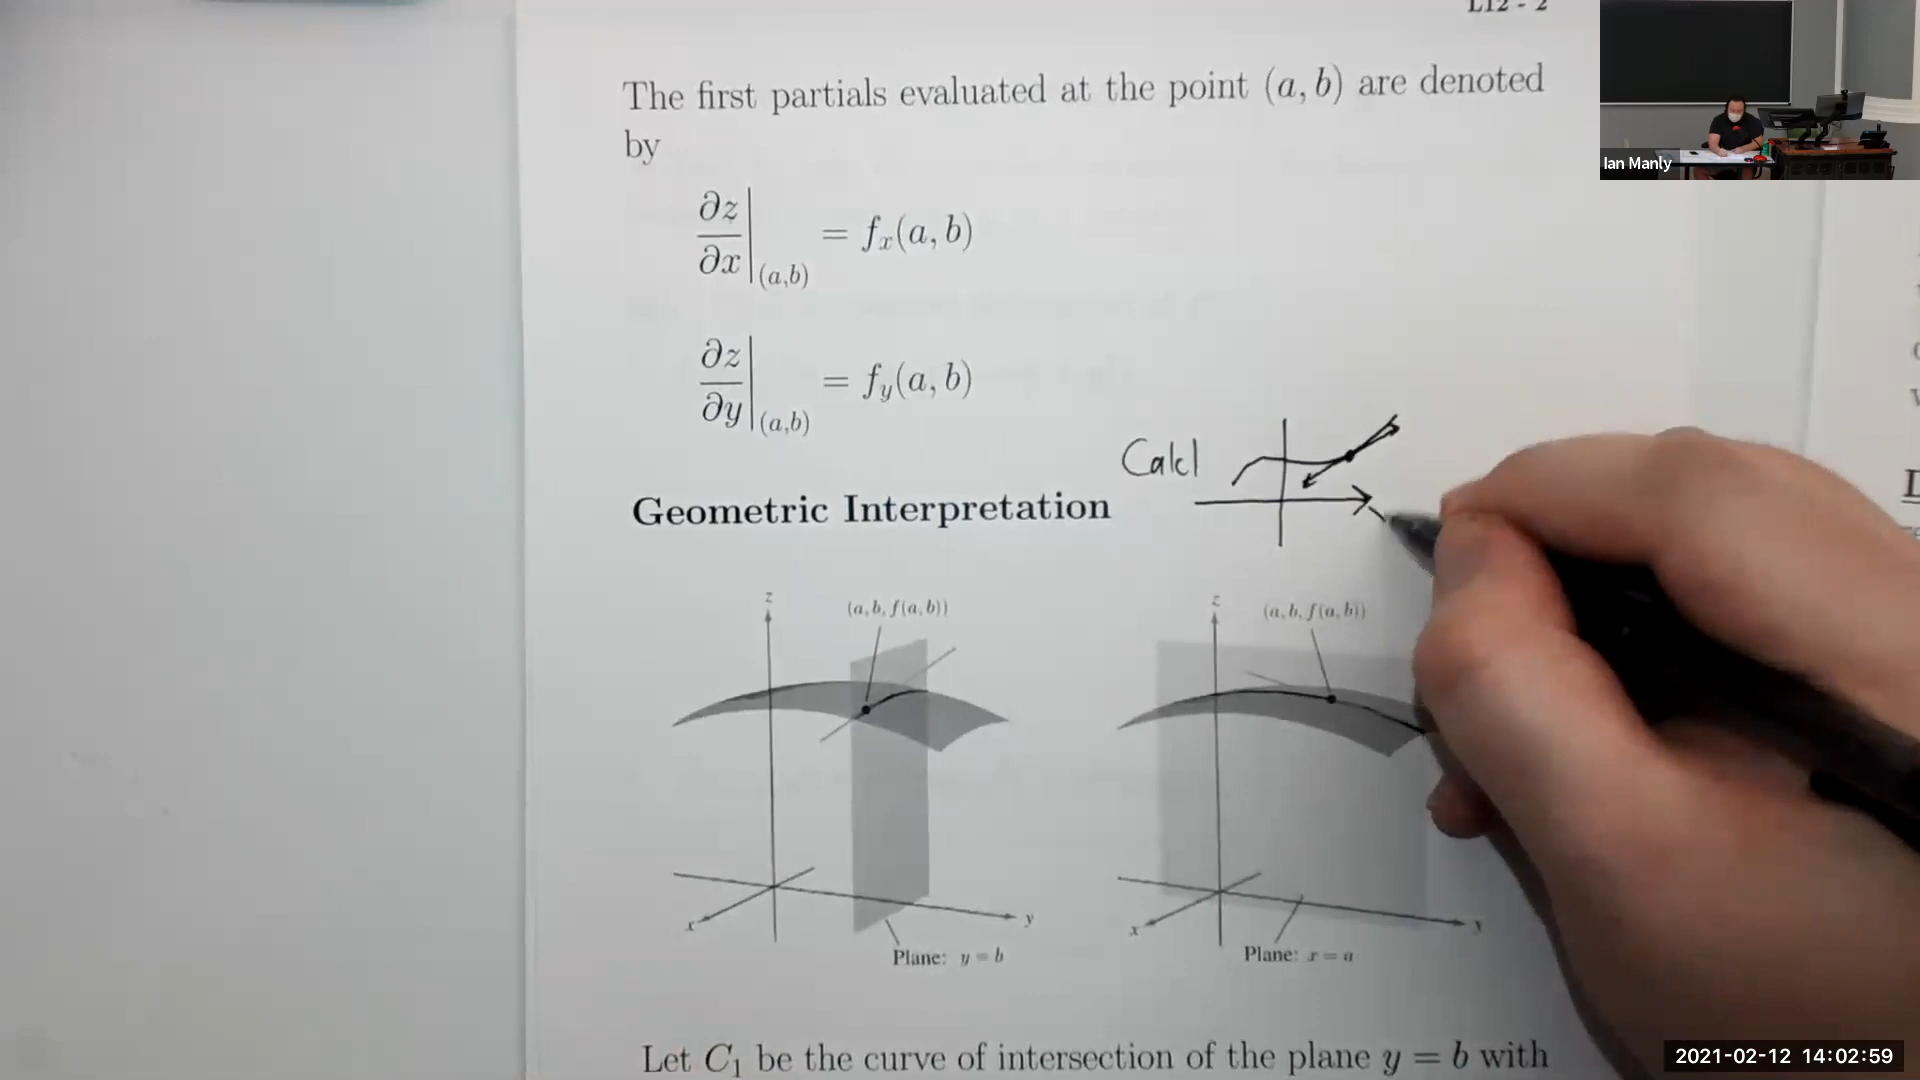 L12 - 2
The first partials evaluated at the point (a, b) are denoted
by
∂z/∂x|(a,b) = fx(a, b)
∂z/∂y|(a,b) = fy(a, b)
Calc1
Geometric Interpretation
z
(a, b, f(a, b))
x
y
Plane: y = b
z
(a, b, f(a, b))
x
y
Plane: x = a
Let C1 be the curve of intersection of the plane y = b with
Ian Manly
2021-02-12 14:02:59